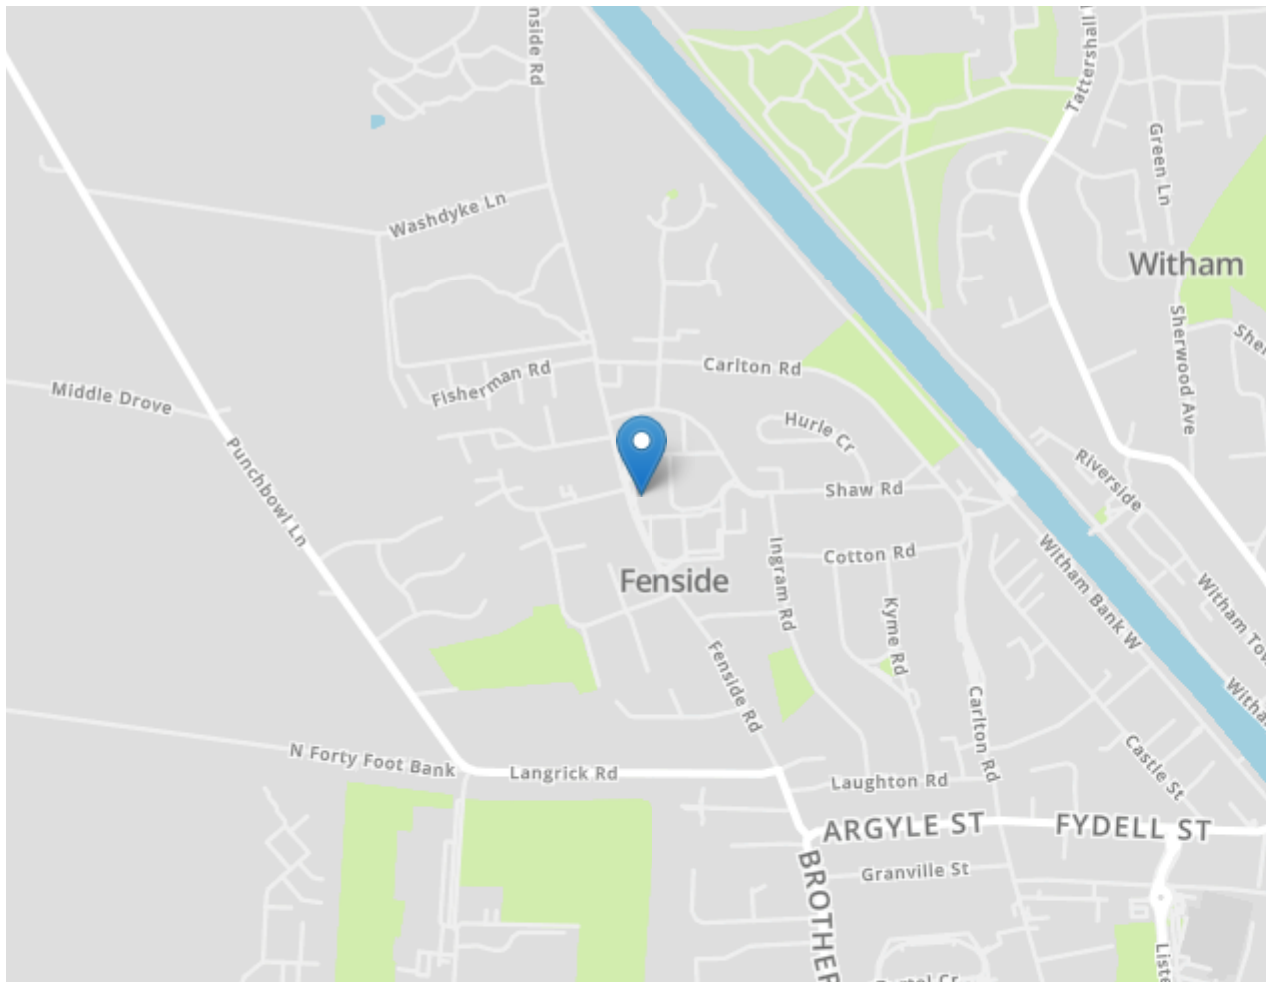 nside Rd
Tattershall
Green Ln
Washdyke Ln
Witham
Sherwood Ave
Sher
Carlton Rd
Fisherman Rd
Middle Drove
Hurle Cr
Punchbowl Ln
Riverside
Shaw Rd
Cotton Rd
Ingram Rd
Fenside
Witham Bank W
Kyme Rd
Witham Tow
Fenside Rd
Witha
Carlton Rd
N Forty Foot Bank
Langrick Rd
Castle St
Laughton Rd
ARGYLE ST
FYDELL ST
BROTHER
Granville St
Liste